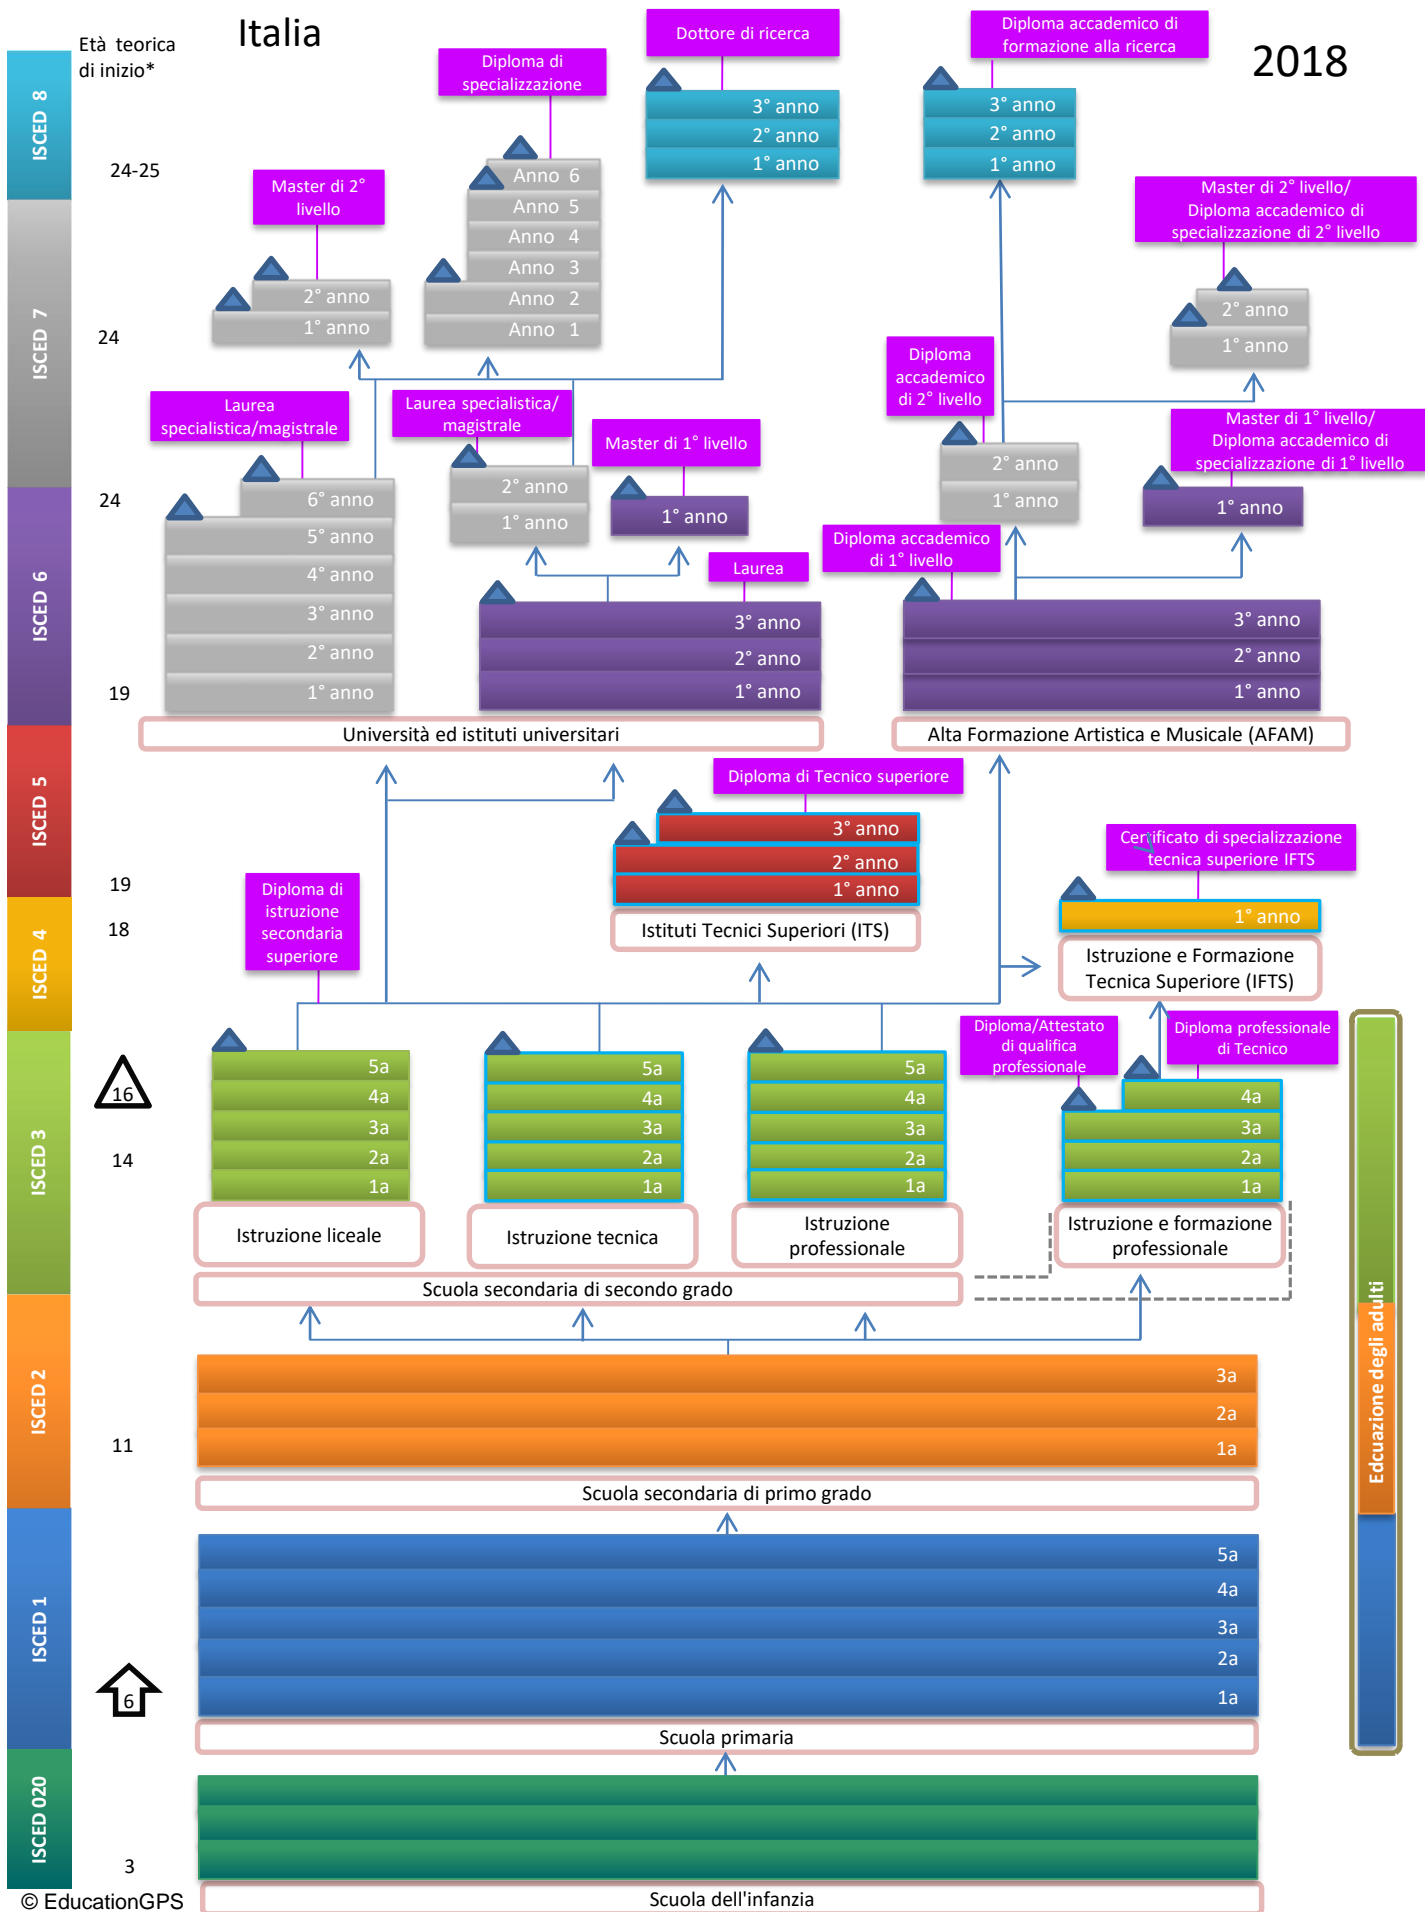 Italia
2018
Età teorica
di inizio*
ISCED 8
ISCED 7
ISCED 6
ISCED 5
ISCED 4
ISCED 3
ISCED 2
ISCED 1
ISCED 020
24-25
24
24
19
19
18
16
14
11
6
3
Dottore di ricerca
3° anno
2° anno
1° anno
Diploma accademico di
formazione alla ricerca
3° anno
2° anno
1° anno
Diploma di
specializzazione
Anno 6
Anno 5
Anno 4
Anno 3
Anno 2
Anno 1
Master di 2°
livello
2° anno
1° anno
Master di 2° livello/
Diploma accademico di
specializzazione di 2° livello
2° anno
1° anno
Laurea
specialistica/magistrale
6° anno
5° anno
4° anno
3° anno
2° anno
1° anno
Laurea specialistica/
magistrale
2° anno
1° anno
Master di 1° livello
1° anno
Laurea
3° anno
2° anno
1° anno
Diploma
accademico
di 2° livello
2° anno
1° anno
Master di 1° livello/
Diploma accademico di
specializzazione di 1° livello
1° anno
Diploma accademico
di 1° livello
3° anno
2° anno
1° anno
Università ed istituti universitari
Alta Formazione Artistica e Musicale (AFAM)
Diploma di Tecnico superiore
3° anno
2° anno
1° anno
Istituti Tecnici Superiori (ITS)
Certificato di specializzazione
tecnica superiore IFTS
1° anno
Istruzione e Formazione
Tecnica Superiore (IFTS)
Diploma di
istruzione
secondaria
superiore
Diploma/Attestato
di qualifica
professionale
Diploma professionale
di Tecnico
5a
4a
3a
2a
1a
Istruzione liceale
5a
4a
3a
2a
1a
Istruzione tecnica
5a
4a
3a
2a
1a
Istruzione
professionale
4a
3a
2a
1a
Istruzione e formazione
professionale
Scuola secondaria di secondo grado
3a
2a
1a
Scuola secondaria di primo grado
5a
4a
3a
2a
1a
Scuola primaria
Scuola dell'infanzia
Edcuazione degli adulti
© EducationGPS